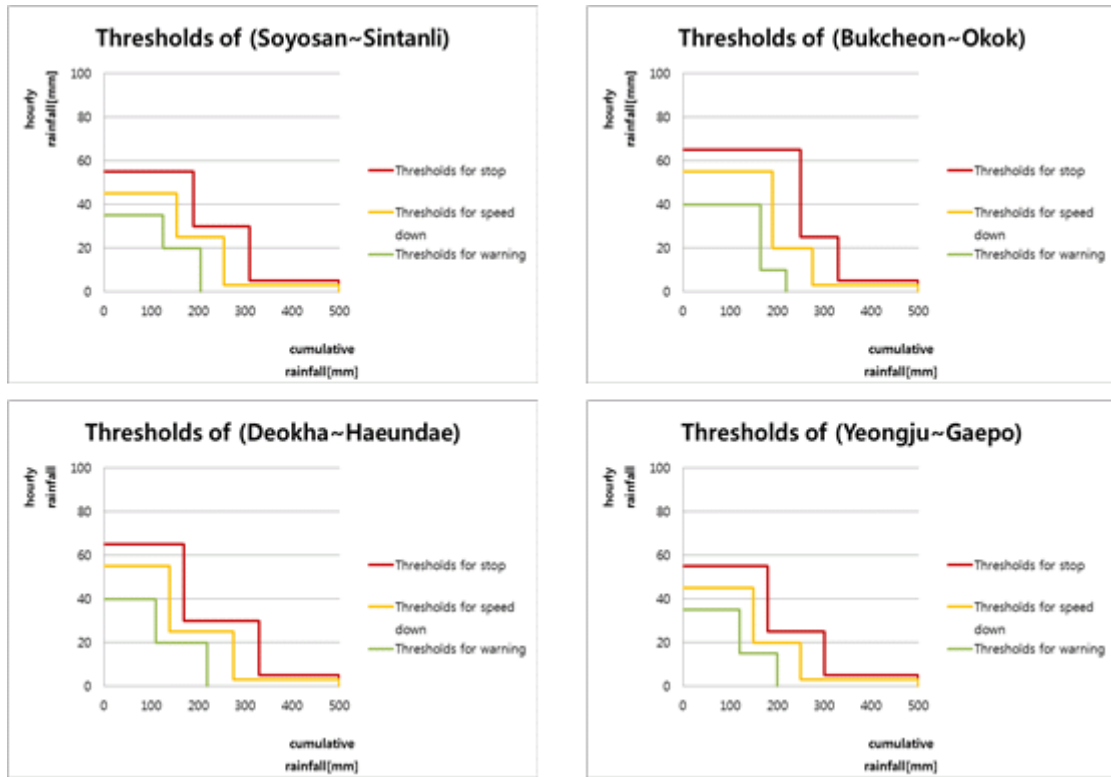 Thresholds of (Soyosan~Sintanli)
hourly
rainfall[mm]
100
80
60
40
20
0
0 100 200 300 400 500
cumulative
rainfall[mm]
Thresholds for stop
Thresholds for speed
down
Thresholds for warning
Thresholds of (Bukcheon~Okok)
hourly
rainfall[mm]
100
80
60
40
20
0
0 100 200 300 400 500
cumulative
rainfall[mm]
Thresholds for stop
Thresholds for speed
down
Thresholds for warning
Thresholds of (Deokha~Haeundae)
hourly
rainfall
100
80
60
40
20
0
0 100 200 300 400 500
cumulative
rainfall[mm]
Thresholds for stop
Thresholds for speed
down
Thresholds for warning
Thresholds of (Yeongju~Gaepo)
hourly
rainfall
100
80
60
40
20
0
0 100 200 300 400 500
cumulative
rainfall[mm]
Thresholds for stop
Thresholds for speed
down
Thresholds for warning